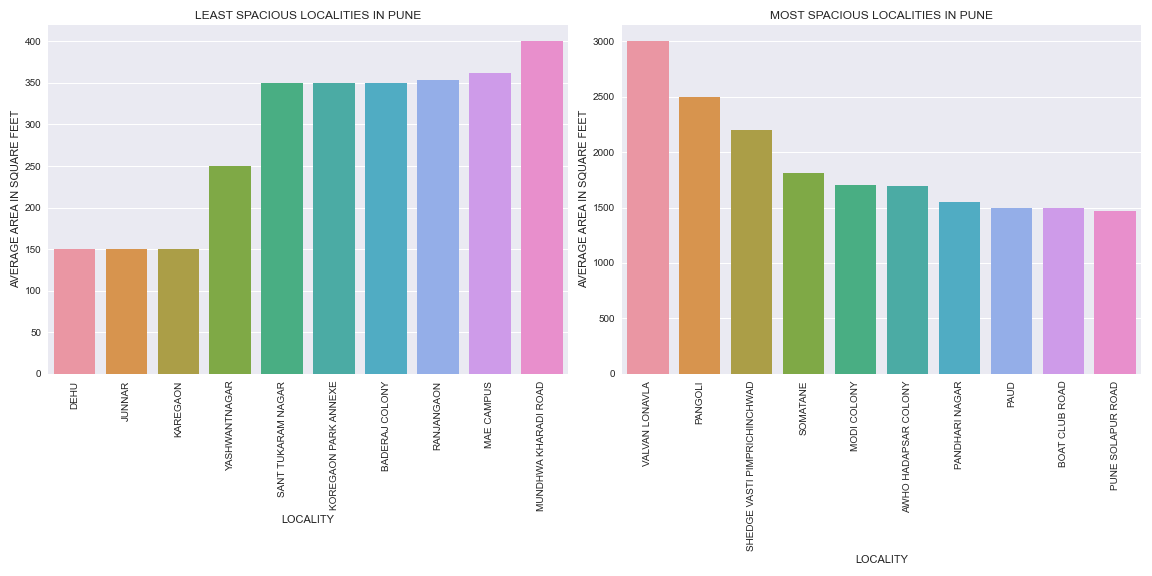 LEAST SPACIOUS LOCALITIES IN PUNE
AVERAGE AREA IN SQUARE FEET
400
350
300
250
200
150
100
50
0
DEHU
JUNNAR
KAREGAON
YASHWANTNAGAR
SANT TUKARAM NAGAR
KOREGAON PARK ANNEXE
BADERAJ COLONY
RANJANGAON
MAE CAMPUS
MUNDHWA KHARADI ROAD
LOCALITY
MOST SPACIOUS LOCALITIES IN PUNE
AVERAGE AREA IN SQUARE FEET
3000
2500
2000
1500
1000
500
0
VALVAN LONAVLA
PANGOLI
SHEDGE VASTI PIMPRICHINCHWAD
SOMATANE
MODI COLONY
AWHO HADAPSAR COLONY
PANDHARI NAGAR
PAUD
BOAT CLUB ROAD
PUNE SOLAPUR ROAD
LOCALITY